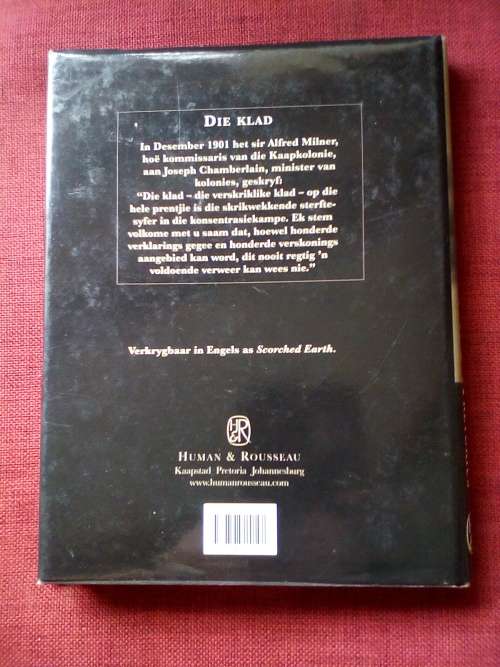 DIE KLAD
In Desember 1901 het sir Alfred Milner,
hoë kommissaris van die Kaapkolonie,
aan Joseph Chamberlain, minister van
kolonies, geskryf:
“Die klad – die verskriklike klad – op die
hele prentjie is die skrikwekkende sterfte-
syfer in die konsentrasiekampe. Ek stem
volkome met u saam dat, hoewel honderde
verklarings gegee en honderde verskonings
aangebied kan word, dit nooit regtig ’n
voldoende verweer kan wees nie.”
Verkrygbaar in Engels as Scorched Earth.
H&R
HUMAN & ROUSSEAU
Kaapstad Pretoria Johannesburg
www.humanrousseau.com